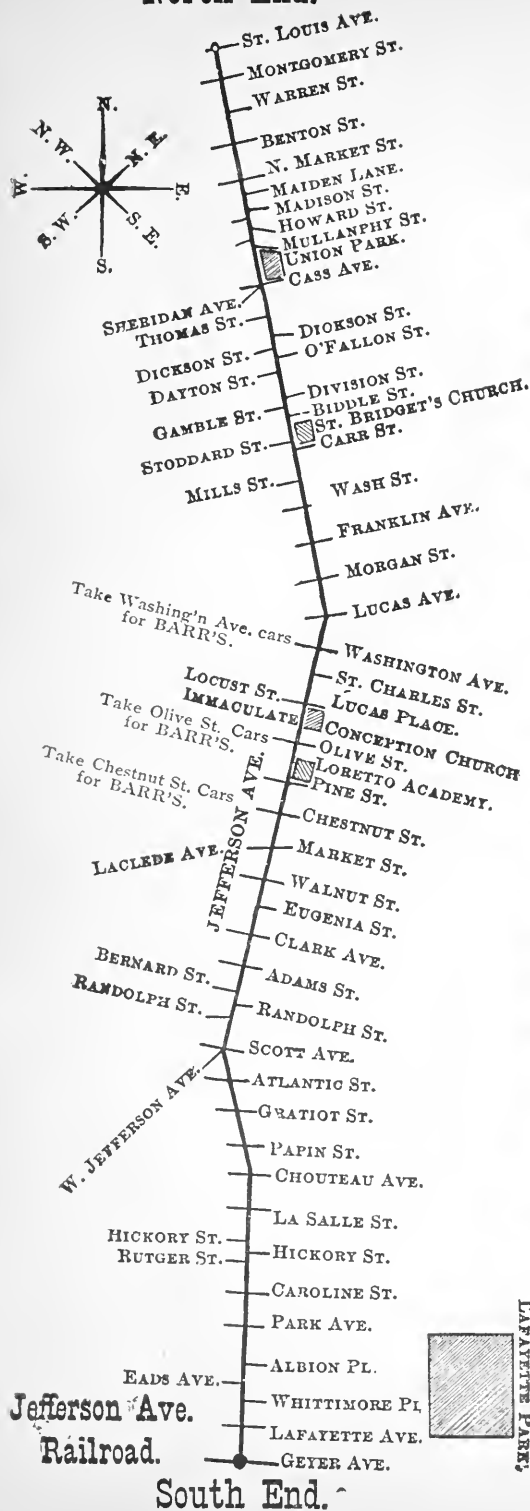 North End.
ST. LOUIS AVE.
MONTGOMERY ST.
WARREN ST.
BENTON ST.
N. MARKET ST.
MAIDEN LANE.
MADISON ST.
HOWARD ST.
MULLANPHY ST.
UNION PARK.
CASS AVE.
N.
N. E.
E.
S. E.
S.
S. W
W.
N. W.
SHERIDAN AVE.
THOMAS ST.
DICKSON ST.
O'FALLON ST.
DICKSON ST.
DAYTON ST.
DIVISION ST.
BIDDLE ST.
GAMBLE ST.
ST. BRIDGET'S CHURCH.
CARR ST.
STODDARD ST.
MILLS ST.
WASH ST.
FRANKLIN AVE.
MORGAN ST.
LUCAS AVE.
Take Washing'n Ave. cars
for BARR'S.
WASHINGTON AVE.
ST. CHARLES ST.
LOCUST ST.
LUCAS PLACE.
IMMACULATE CONCEPTION CHURCH
Take Olive St. Cars
for BARR'S.
OLIVE ST.
LORETTO ACADEMY.
PINE ST.
Take Chestnut St. Cars
for BARR'S.
JEFFERSON AVE.
CHESTNUT ST.
LACLEDE AVE.
MARKET ST.
WALNUT ST.
EUGENIA ST.
CLARK AVE.
BERNARD ST.
ADAMS ST.
RANDOLPH ST.
RANDOLPH ST.
SCOTT AVE.
W. JEFFERSON AVE.
ATLANTIC ST.
GRATIOT ST.
PAPIN ST.
CHOUTEAU AVE.
LA SALLE ST.
HICKORY ST.
HICKORY ST.
RUTGER ST.
CAROLINE ST.
PARK AVE.
ALBION PL.
EADS AVE.
WHITTIMORE PL
LAFAYETTE AVE.
GEYER AVE.
LAFAYETTE PARK,
Jefferson Ave.
Railroad.
South End.